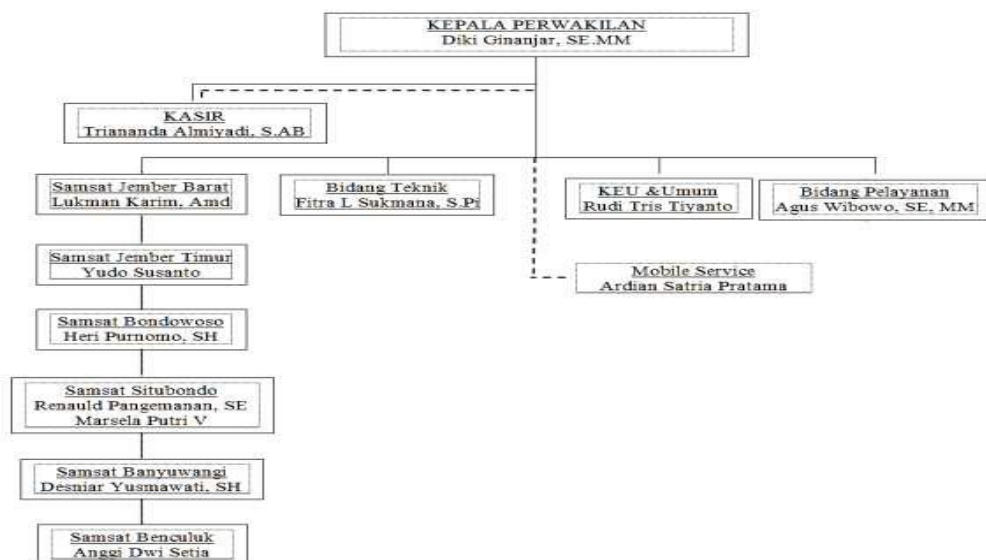 KEPALA PERWAKILAN
Diki Ginanjar, SE.MM
KASIR
Triananda Almiyadi, S.AB
Samsat Jember Barat
Lukman Karim, Amd
Bidang Teknik
Fitra L Sukmana, S.Pi
KEU &Umum
Rudi Tris Tiyanto
Bidang Pelayanan
Agus Wibowo, SE, MM
Samsat Jember Timur
Yudo Susanto
Mobile Service
Ardian Satria Pratama
Samsat Bondowoso
Heri Purnomo, SH
Samsat Situbondo
Renauld Pangemanan, SE
Marsela Putri V
Samsat Banyuwangi
Desniar Yusmawati, SH
Samsat Benculuk
Anggi Dwi Setia